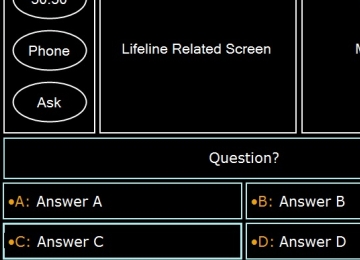 50:50
Phone
Lifeline Related Screen
M
Ask
Question?
•A: Answer A
•B: Answer B
•C: Answer C
•D: Answer D